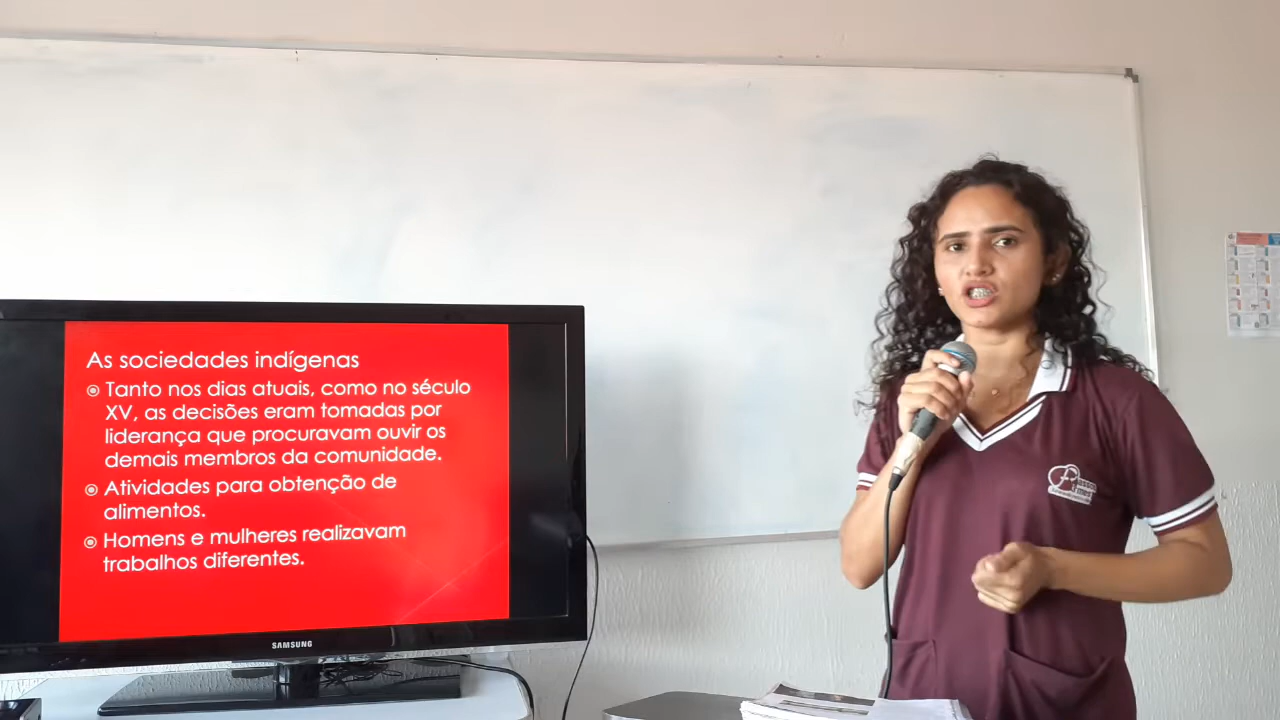 As sociedades indígenas
Tanto nos dias atuais, como no século
XV, as decisões eram tomadas por
liderança que procuravam ouvir os
demais membros da comunidade.
Atividades para obtenção de
alimentos.
Homens e mulheres realizavam
trabalhos diferentes.
SAMSUNG